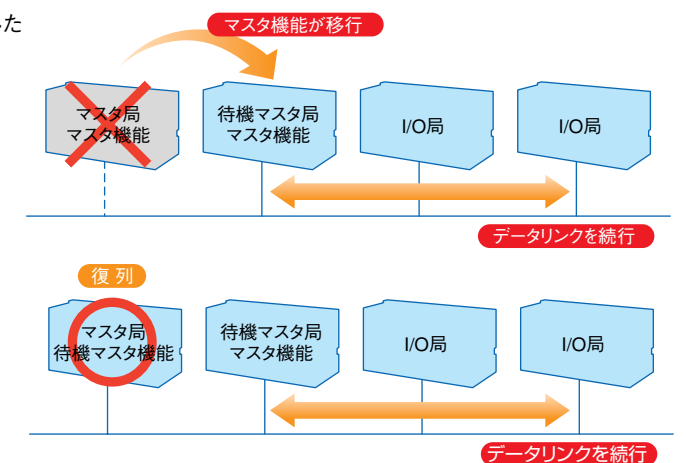 た
マスタ機能が移行
マスタ局
マスタ機能
待機マスタ局
マスタ機能
I/O局
I/O局
データリンクを続行
復列
マスタ局
待機マスタ機能
待機マスタ局
マスタ機能
I/O局
I/O局
データリンクを続行